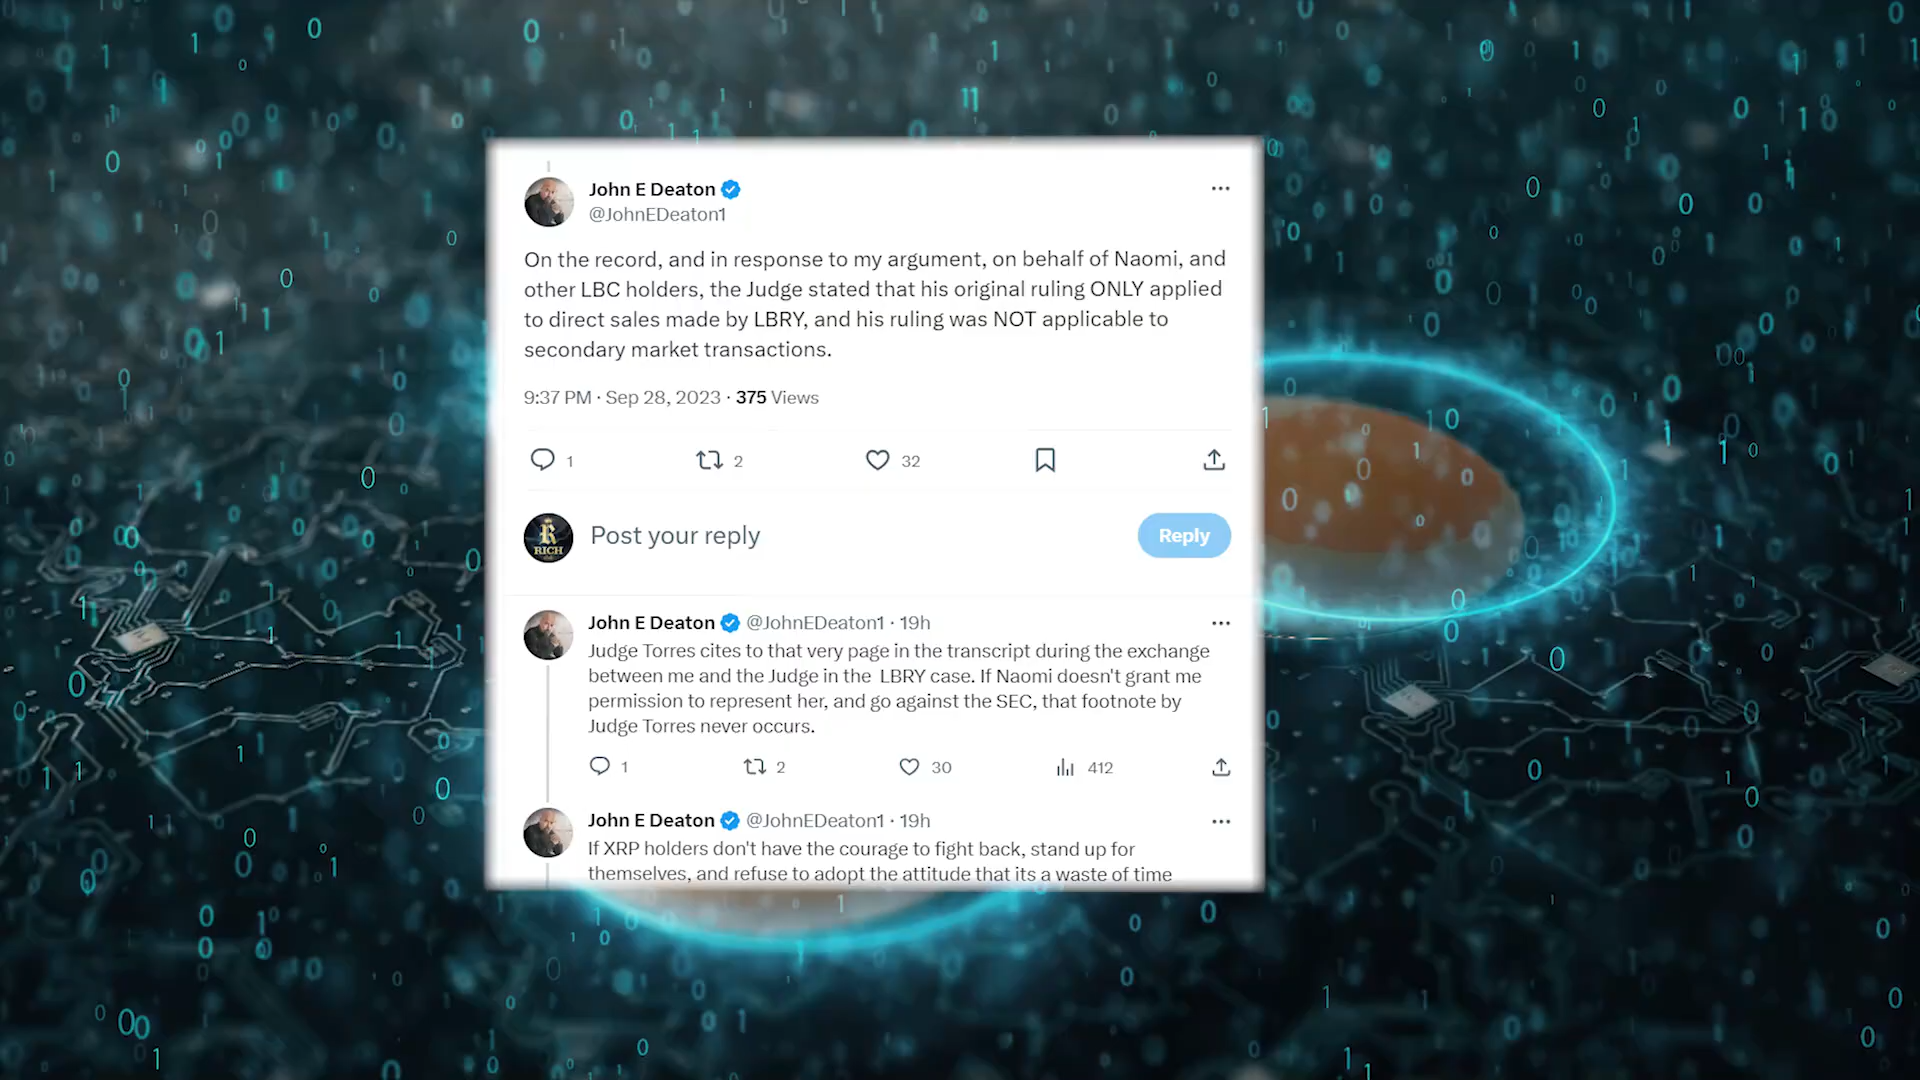 John E Deaton
@JohnEDeaton1
On the record, and in response to my argument, on behalf of Naomi, and
other LBC holders, the Judge stated that his original ruling ONLY applied
to direct sales made by LBRY, and his ruling was NOT applicable to
secondary market transactions.
9:37 PM · Sep 28, 2023 · 375 Views
1 2 32
RICH
Post your reply
Reply
John E Deaton @JohnEDeaton1 · 19h
Judge Torres cites to that very page in the transcript during the exchange
between me and the Judge in the LBRY case. If Naomi doesn't grant me
permission to represent her, and go against the SEC, that footnote by
Judge Torres never occurs.
1 2 30 412
John E Deaton @JohnEDeaton1 · 19h
If XRP holders don't have the courage to fight back, stand up for
themselves, and refuse to adopt the attitude that its a waste of time